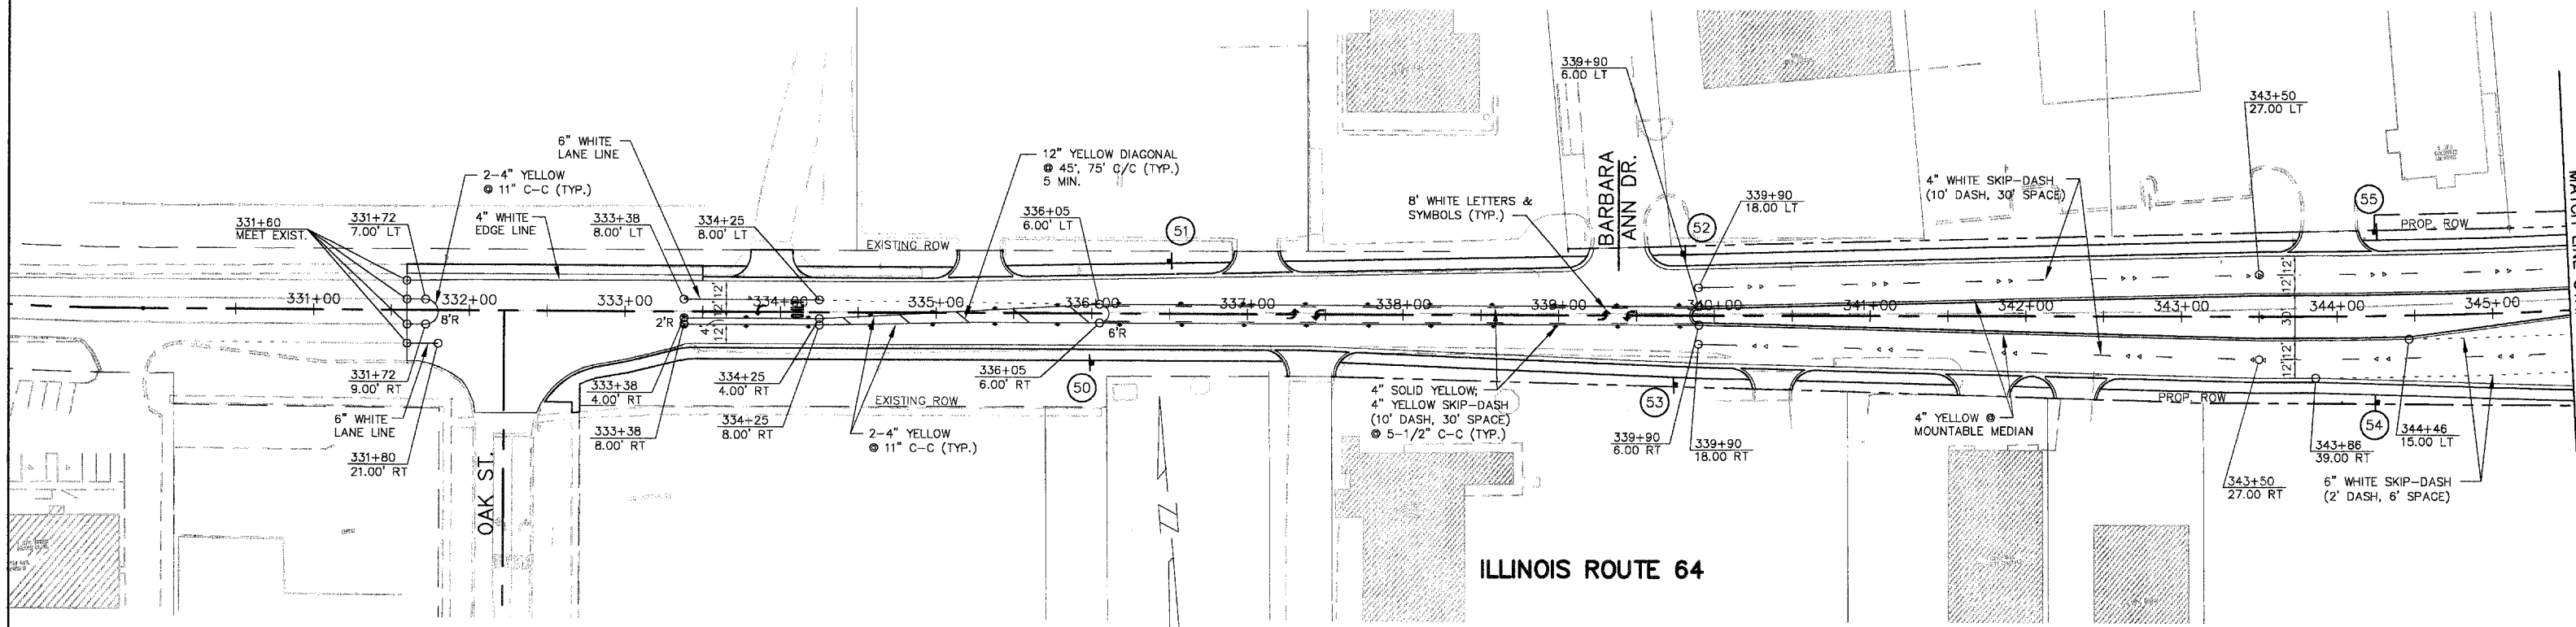 339+90
6.00 LT
343+50
27.00 LT
6" WHITE
LANE LINE
12" YELLOW DIAGONAL
@ 45°, 75' C/C (TYP.)
5 MIN.
2-4" YELLOW
@ 11" C-C (TYP.)
BARBARA
ANN DR.
4" WHITE SKIP-DASH
(10' DASH, 30' SPACE)
8' WHITE LETTERS &
SYMBOLS (TYP.)
339+90
18.00 LT
331+60
MEET EXIST.
331+72
7.00' LT
4" WHITE
EDGE LINE
333+38
8.00' LT
334+25
8.00' LT
336+05
6.00' LT
51
52
55
EXISTING ROW
PROP. ROW
331+00
332+00
333+00
334+00
335+00
336+00
337+00
338+00
339+00
340+00
341+00
342+00
343+00
344+00
345+00
12'
12'
12'
4'
12'
12'
30'
12'
12'
8'R
2'R
6'R
331+72
9.00' RT
333+38
4.00' RT
334+25
4.00' RT
336+05
6.00' RT
50
53
54
EXISTING ROW
PROP. ROW
6" WHITE
LANE LINE
331+80
21.00' RT
OAK ST.
333+38
8.00' RT
334+25
8.00' RT
2-4" YELLOW
@ 11" C-C (TYP.)
4" SOLID YELLOW;
4" YELLOW SKIP-DASH
(10' DASH, 30' SPACE)
@ 5-1/2" C-C (TYP.)
339+90
6.00 RT
339+90
18.00 RT
4" YELLOW @
MOUNTABLE MEDIAN
343+50
27.00 RT
343+86
39.00 RT
344+46
15.00 LT
6" WHITE SKIP-DASH
(2' DASH, 6' SPACE)
ILLINOIS ROUTE 64